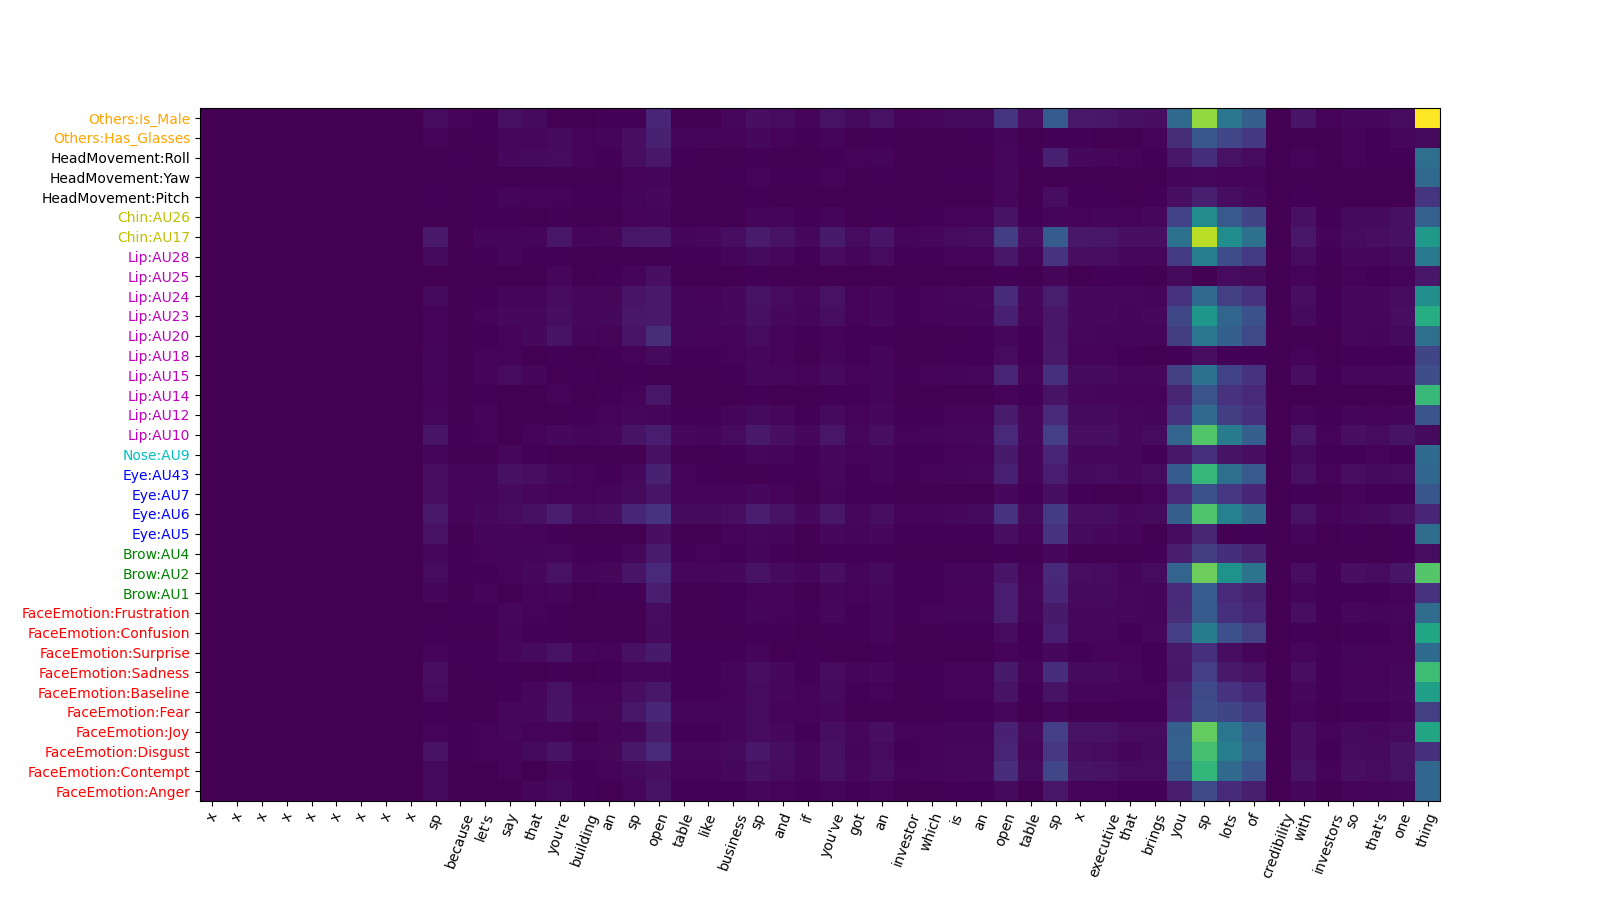 Others:Is_Male
Others:Has_Glasses
HeadMovement:Roll
HeadMovement:Yaw
HeadMovement:Pitch
Chin:AU26
Chin:AU17
Lip:AU28
Lip:AU25
Lip:AU24
Lip:AU23
Lip:AU20
Lip:AU18
Lip:AU15
Lip:AU14
Lip:AU12
Lip:AU10
Nose:AU9
Eye:AU43
Eye:AU7
Eye:AU6
Eye:AU5
Brow:AU4
Brow:AU2
Brow:AU1
FaceEmotion:Frustration
FaceEmotion:Confusion
FaceEmotion:Surprise
FaceEmotion:Sadness
FaceEmotion:Baseline
FaceEmotion:Fear
FaceEmotion:Joy
FaceEmotion:Disgust
FaceEmotion:Contempt
FaceEmotion:Anger
x
x
x
x
x
x
x
x
x
sp
because
let's
say
that
you're
building
an
sp
open
table
like
business
sp
and
if
you've
got
an
investor
which
is
an
open
table
sp
x
executive
that
brings
you
sp
lots
of
credibility
with
investors
so
that's
one
thing